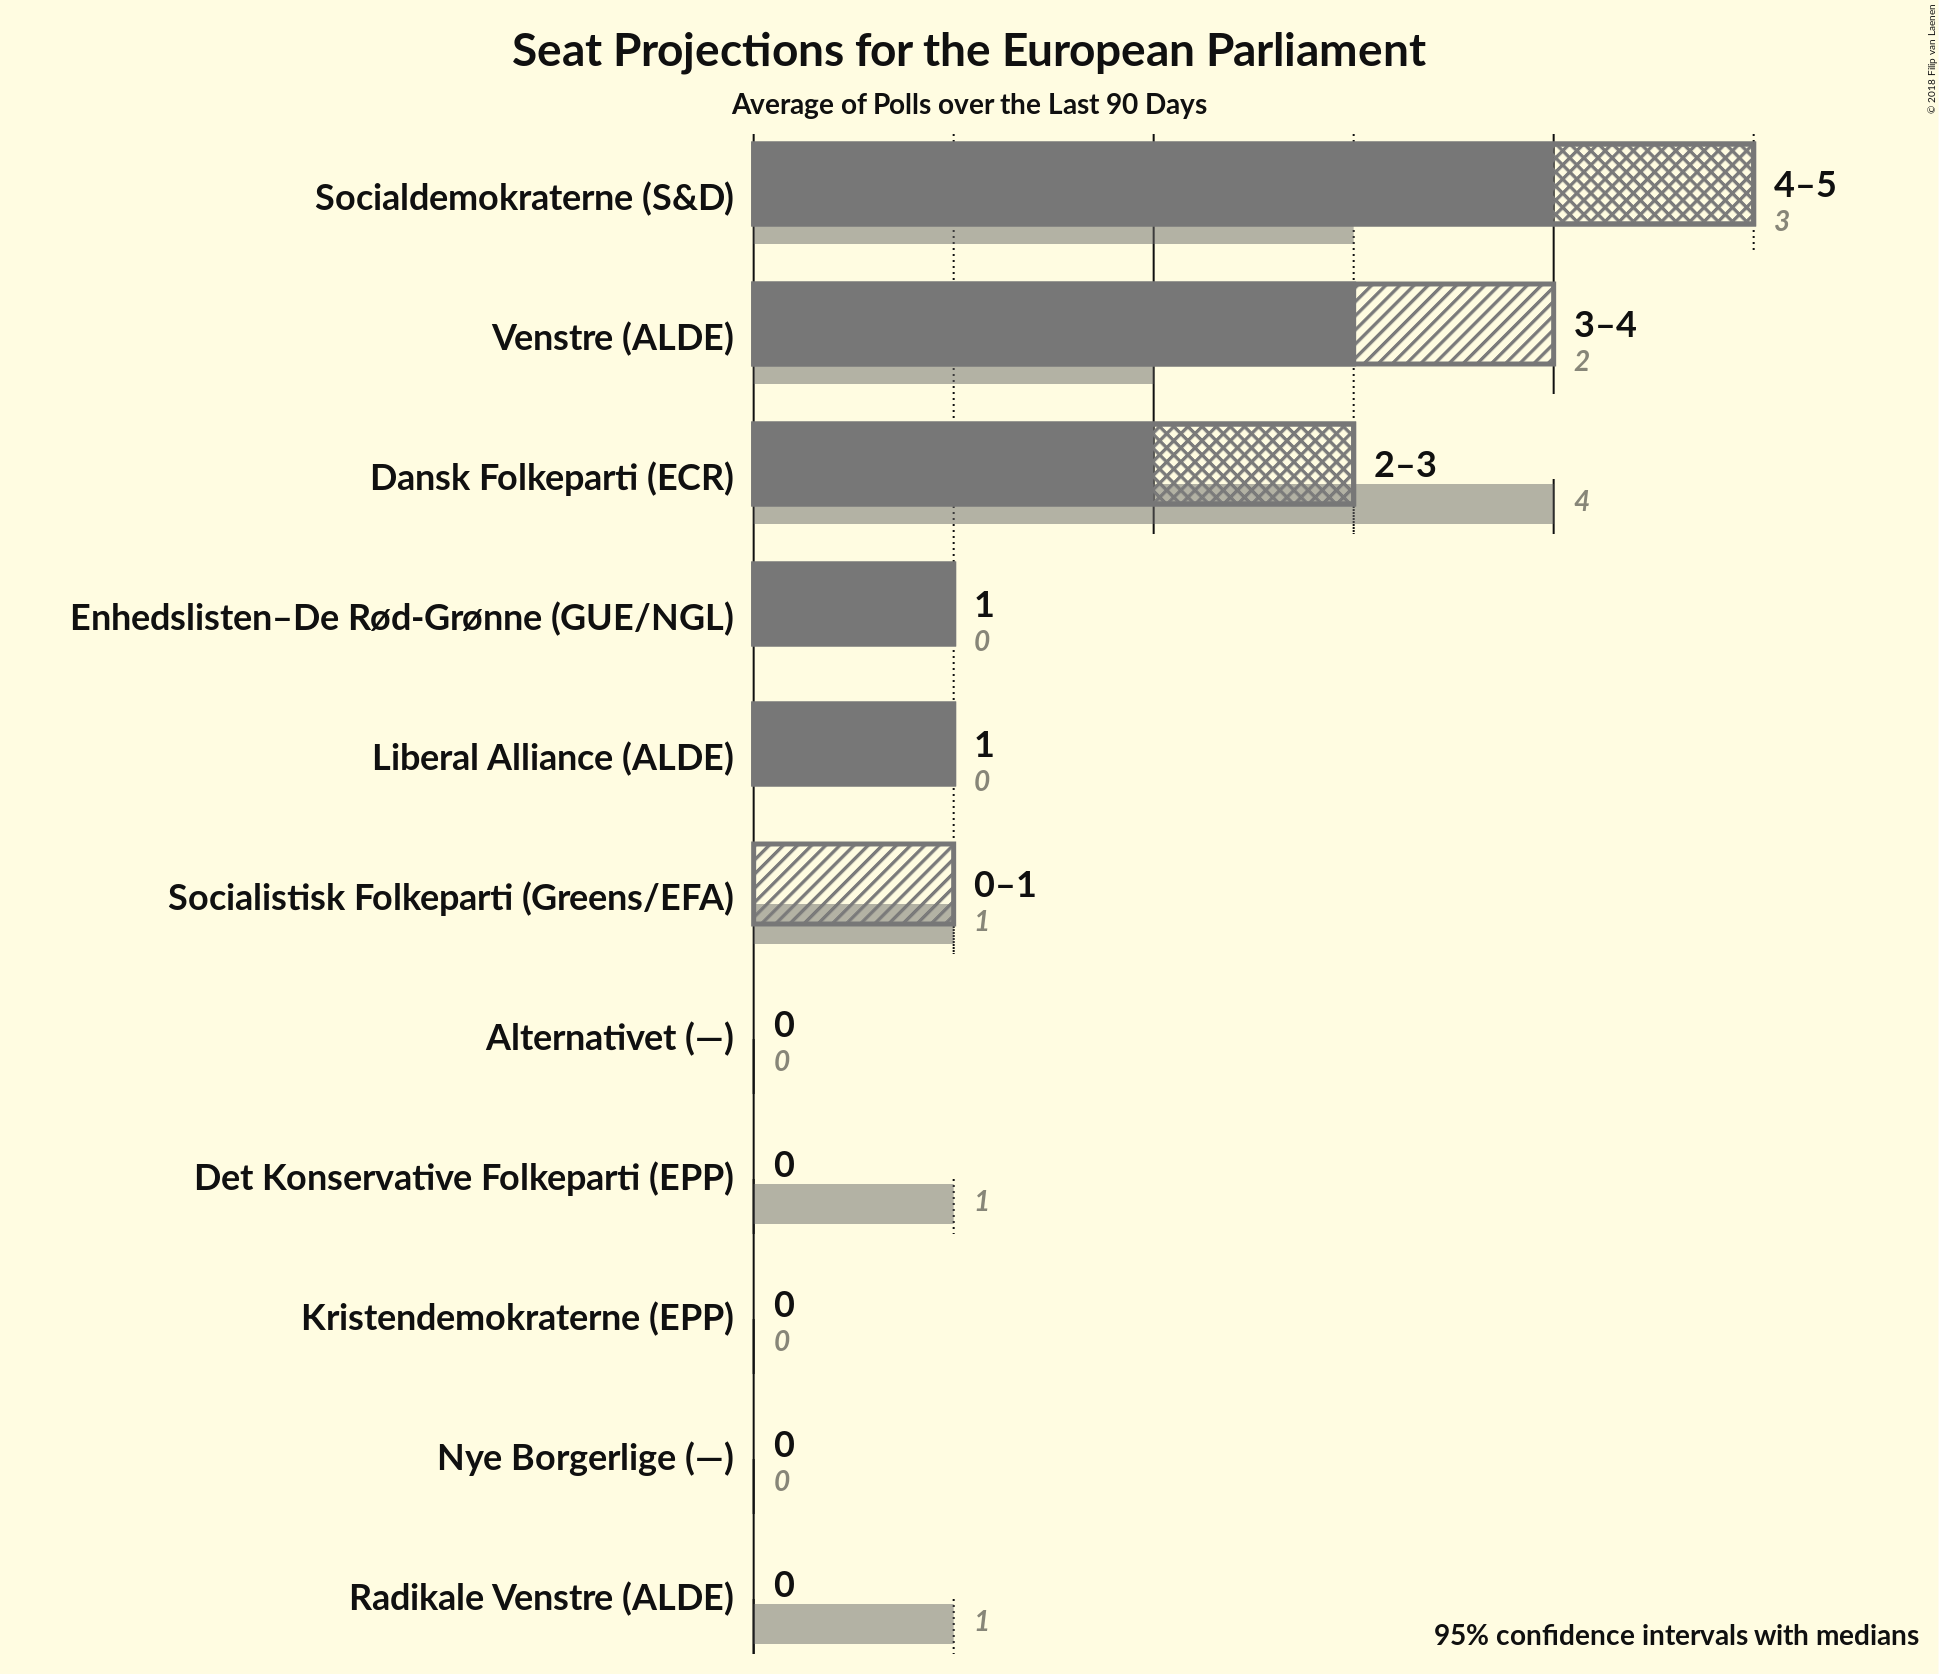 Seat Projections for the European Parliament
Average of Polls over the Last 90 Days
© 2018 Filip van Laenen
Socialdemokraterne (S&D)
4–5
3
Venstre (ALDE)
3–4
2
Dansk Folkeparti (ECR)
2–3
4
Enhedslisten–De Rød-Grønne (GUE/NGL)
1
0
Liberal Alliance (ALDE)
1
0
Socialistisk Folkeparti (Greens/EFA)
0–1
1
Alternativet (—)
0
0
Det Konservative Folkeparti (EPP)
0
1
Kristendemokraterne (EPP)
0
0
Nye Borgerlige (—)
0
0
Radikale Venstre (ALDE)
0
1
95% confidence intervals with medians